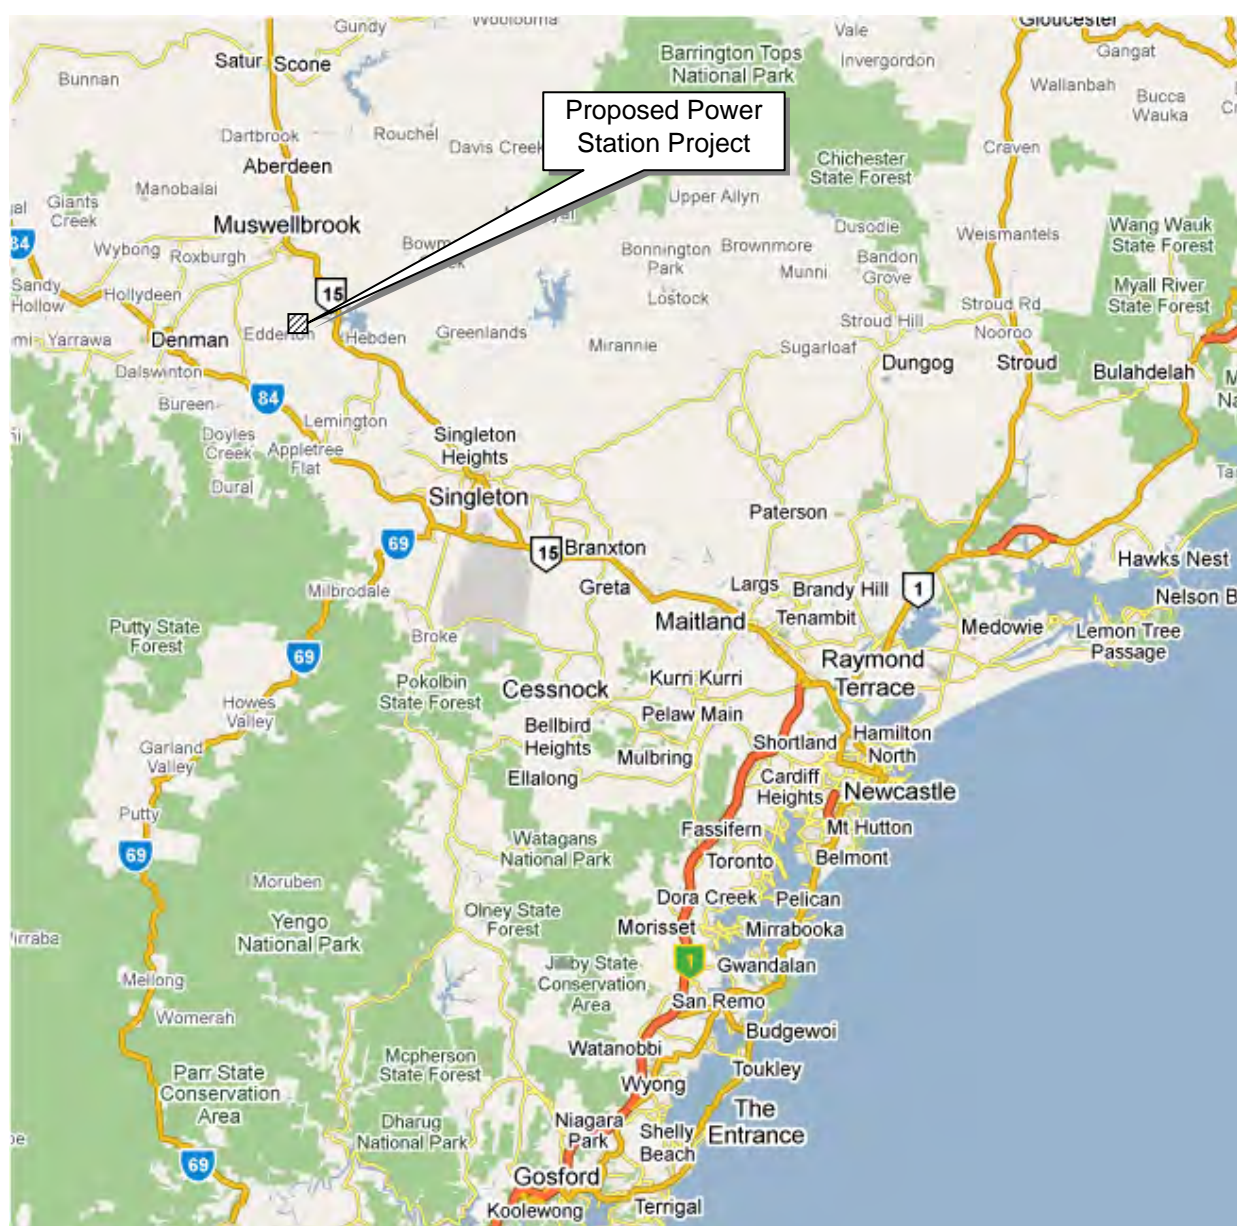 Woolooma
Gundy
Vale
Gloucester
Satur
Scone
Barrington Tops
National Park
Invergordon
Gangat
Bunnan
Wallanbah
Bucca
Wauka
Proposed Power
Station Project
Dartbrook
Rouchel
Davis Creek
Craven
Aberdeen
Chichester
State Forest
Manobalai
Giants
Creek
Upper Allyn
Muswellbrook
Dusodie
Wang Wauk
State Forest
84
Wybong
Roxburgh
Bonnington
Park
Brownmore
Weismantels
Bandon
Grove
Munni
Sandy
Hollow
Hollydeen
15
Lostock
Myall River
State Forest
Stroud Rd
Yarrawa
Denman
Edderton
Hebden
Greenlands
Mirannie
Stroud Hill
Nooroo
Sugarloaf
Dungog
Stroud
Bulahdelah
Dalswinton
84
Bureen
Lemington
Doyles
Creek
Appletree
Flat
Singleton
Heights
Dural
Singleton
Paterson
69
15
Branxton
Hawks Nest
Greta
Largs
Brandy Hill
1
Milbrodale
Nelson B
Maitland
Tenambit
Medowie
Lemon Tree
Passage
Putty State
Forest
Broke
69
Raymond
Terrace
Pokolbin
State Forest
Cessnock
Kurri Kurri
Howes
Valley
Bellbird
Heights
Pelaw Main
Garland
Valley
Mulbring
Shortland
Hamilton
North
Ellalong
Cardiff
Heights
Newcastle
Putty
Watagans
National Park
Fassifern
Mt Hutton
69
Toronto
Belmont
Moruben
Dora Creek
Pelican
Yengo
National Park
Olney State
Forest
Morisset
Mirrabooka
Mellong
State
Conservation
Area
1
Gwandalan
Womerah
San Remo
Budgewoi
Mcpherson
State Forest
Watanobbi
Parr State
Conservation
Area
Wyong
Toukley
Dharug
National Park
Niagara
Park
Shelly
Beach
The
Entrance
69
Gosford
Koolewong
Terrigal